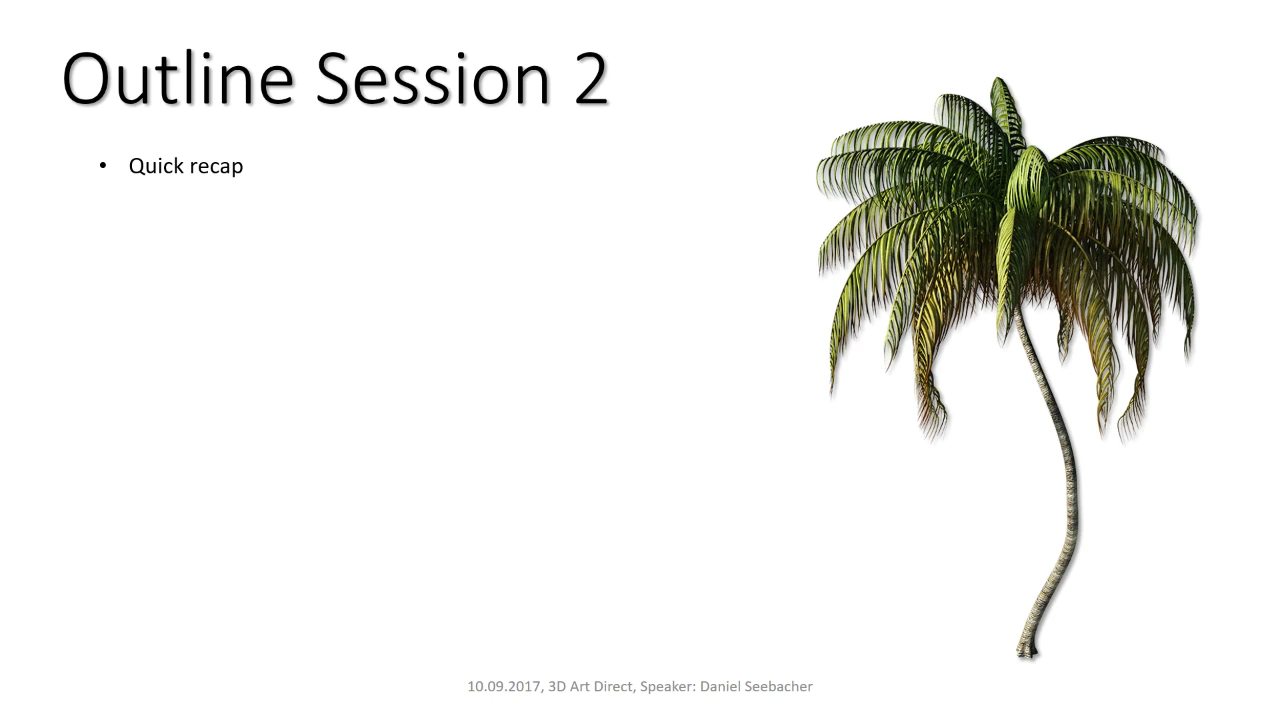 Outline Session 2
• Quick recap
10.09.2017, 3D Art Direct, Speaker: Daniel Seebacher